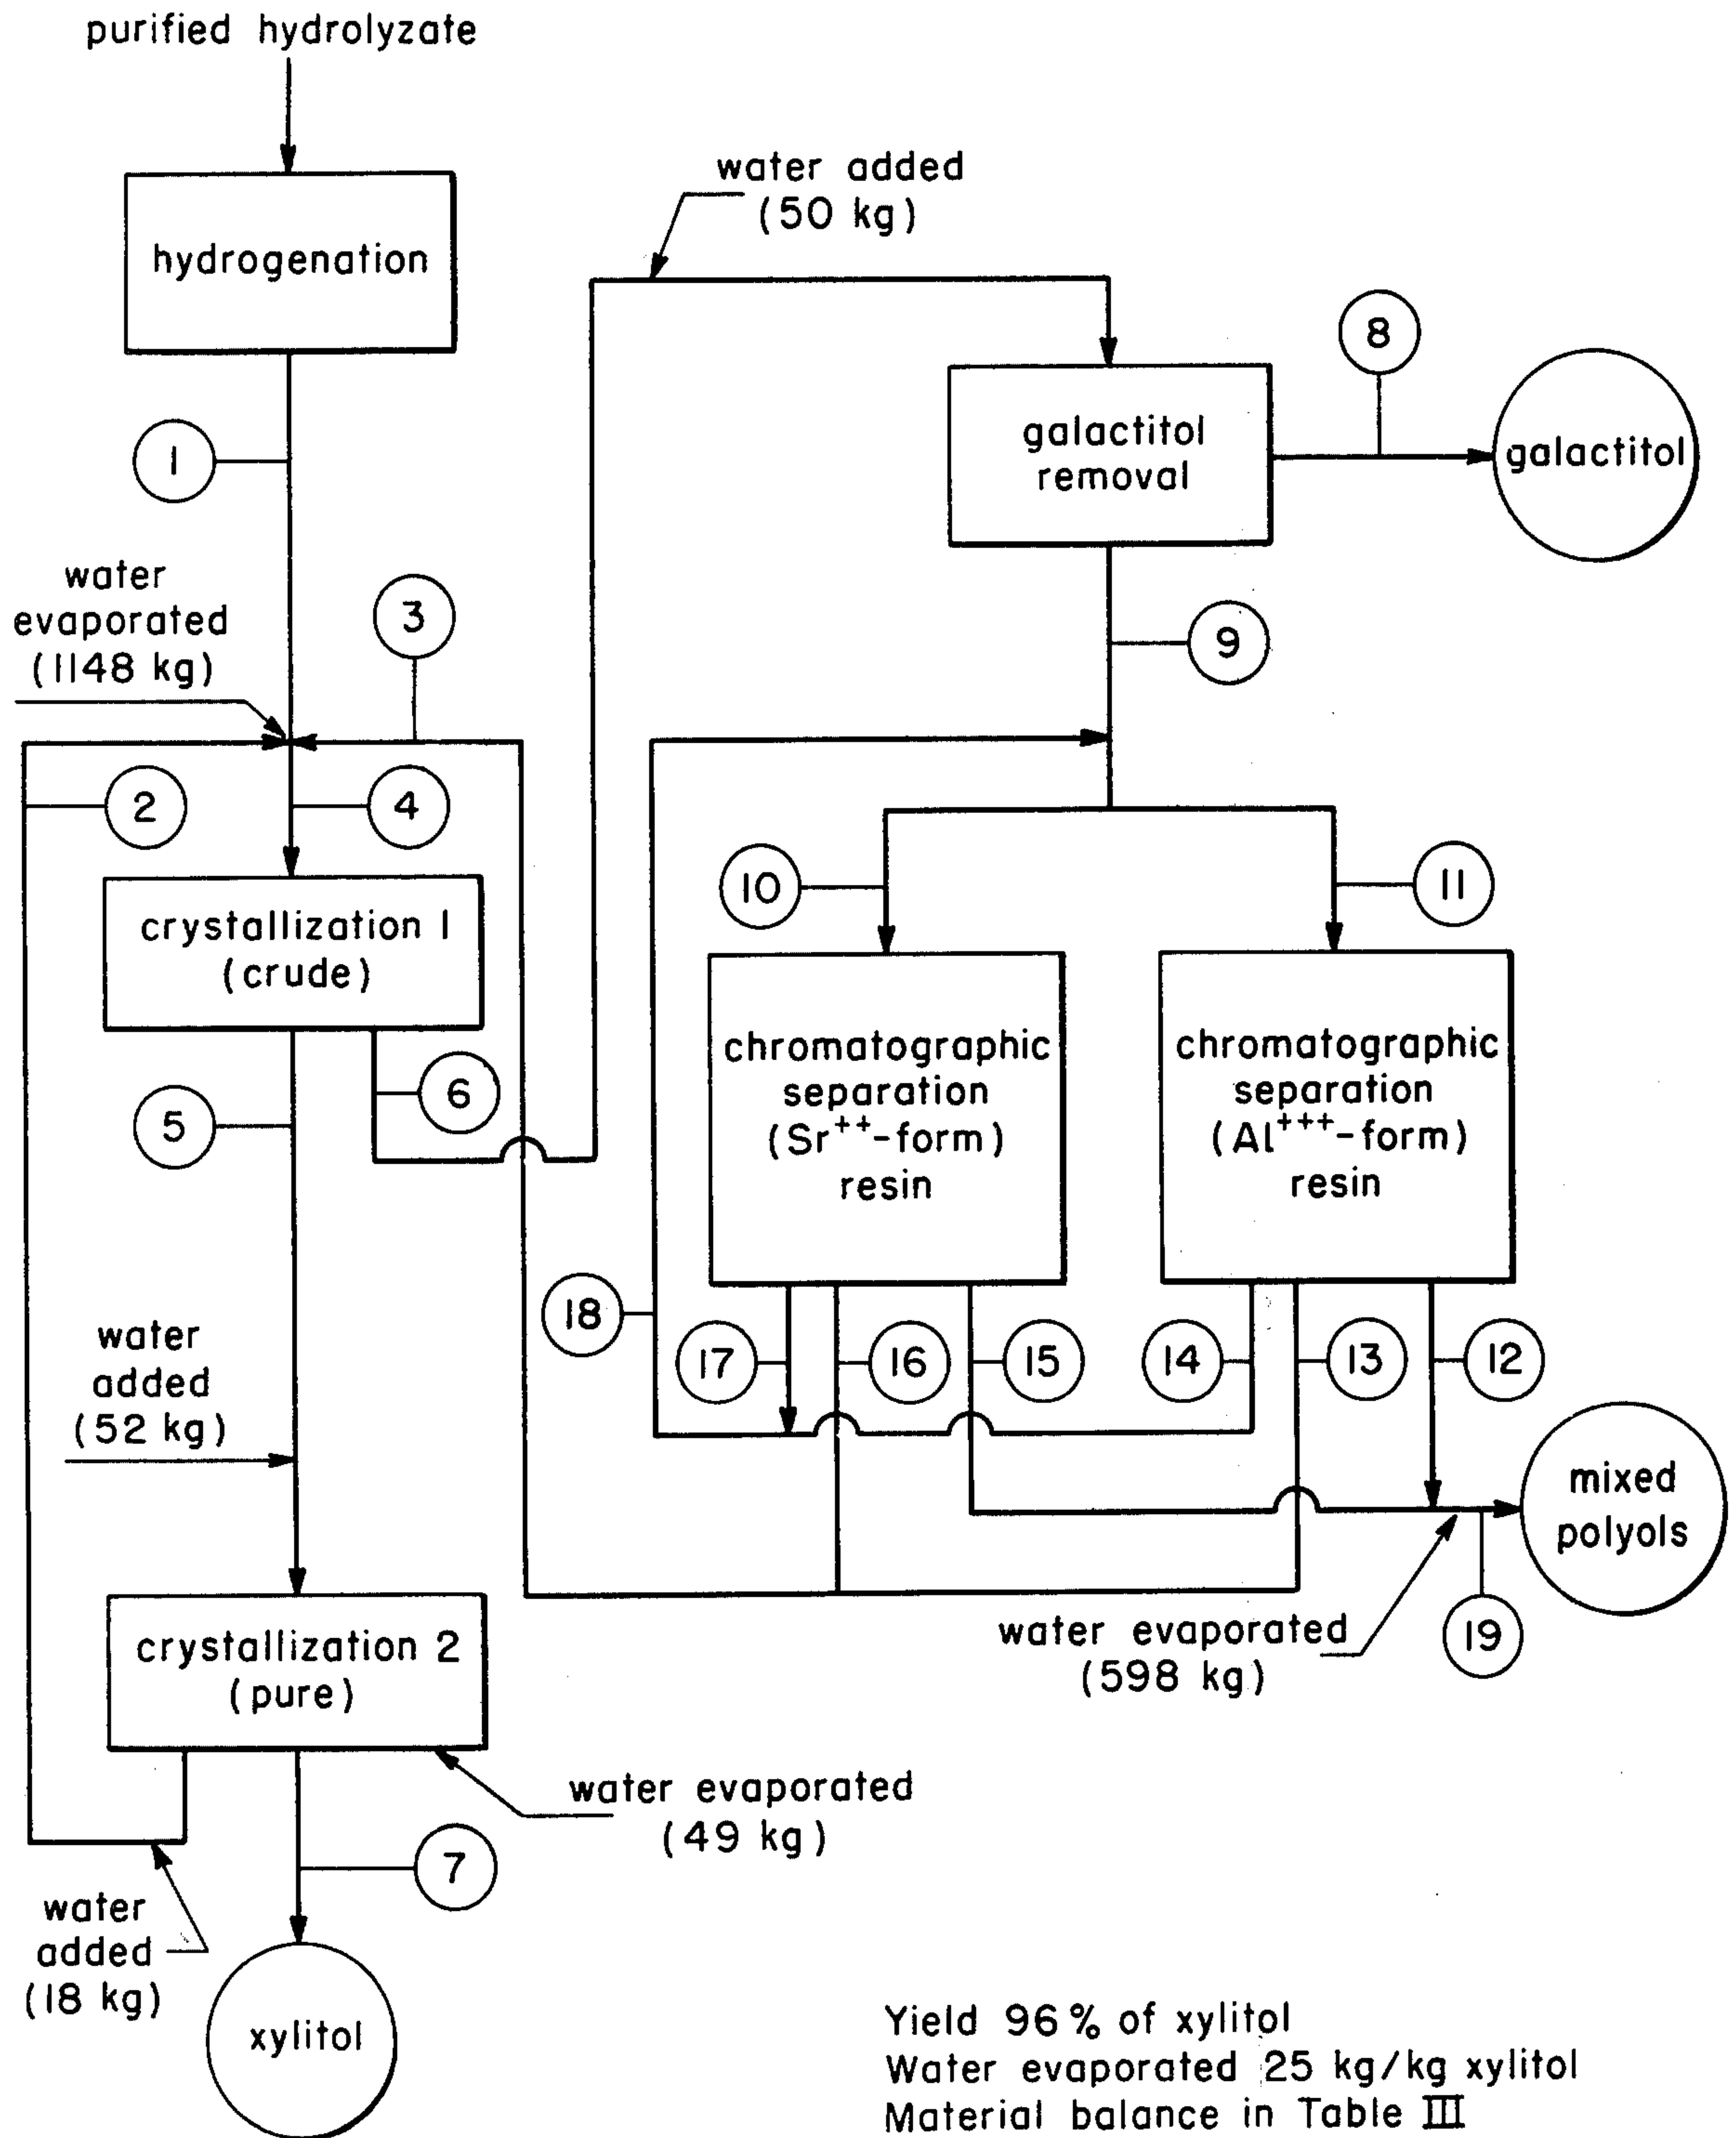 purified hydrolyzate
hydrogenation
water added
(50 kg)
8
galactitol
removal
galactitol
1
water
evaporated
(1148 kg)
3
9
2
4
10
11
crystallization 1
(crude)
chromatographic
separation
(Sr++-form)
resin
chromatographic
separation
(Al+++-form)
resin
5
6
18
17
16
15
14
13
12
water
added
(52 kg)
mixed
polyols
crystallization 2
(pure)
water evaporated
(598 kg)
19
water evaporated
(49 kg)
7
water
added
(18 kg)
xylitol
Yield 96% of xylitol
Water evaporated 25 kg/kg xylitol
Material balance in Table III